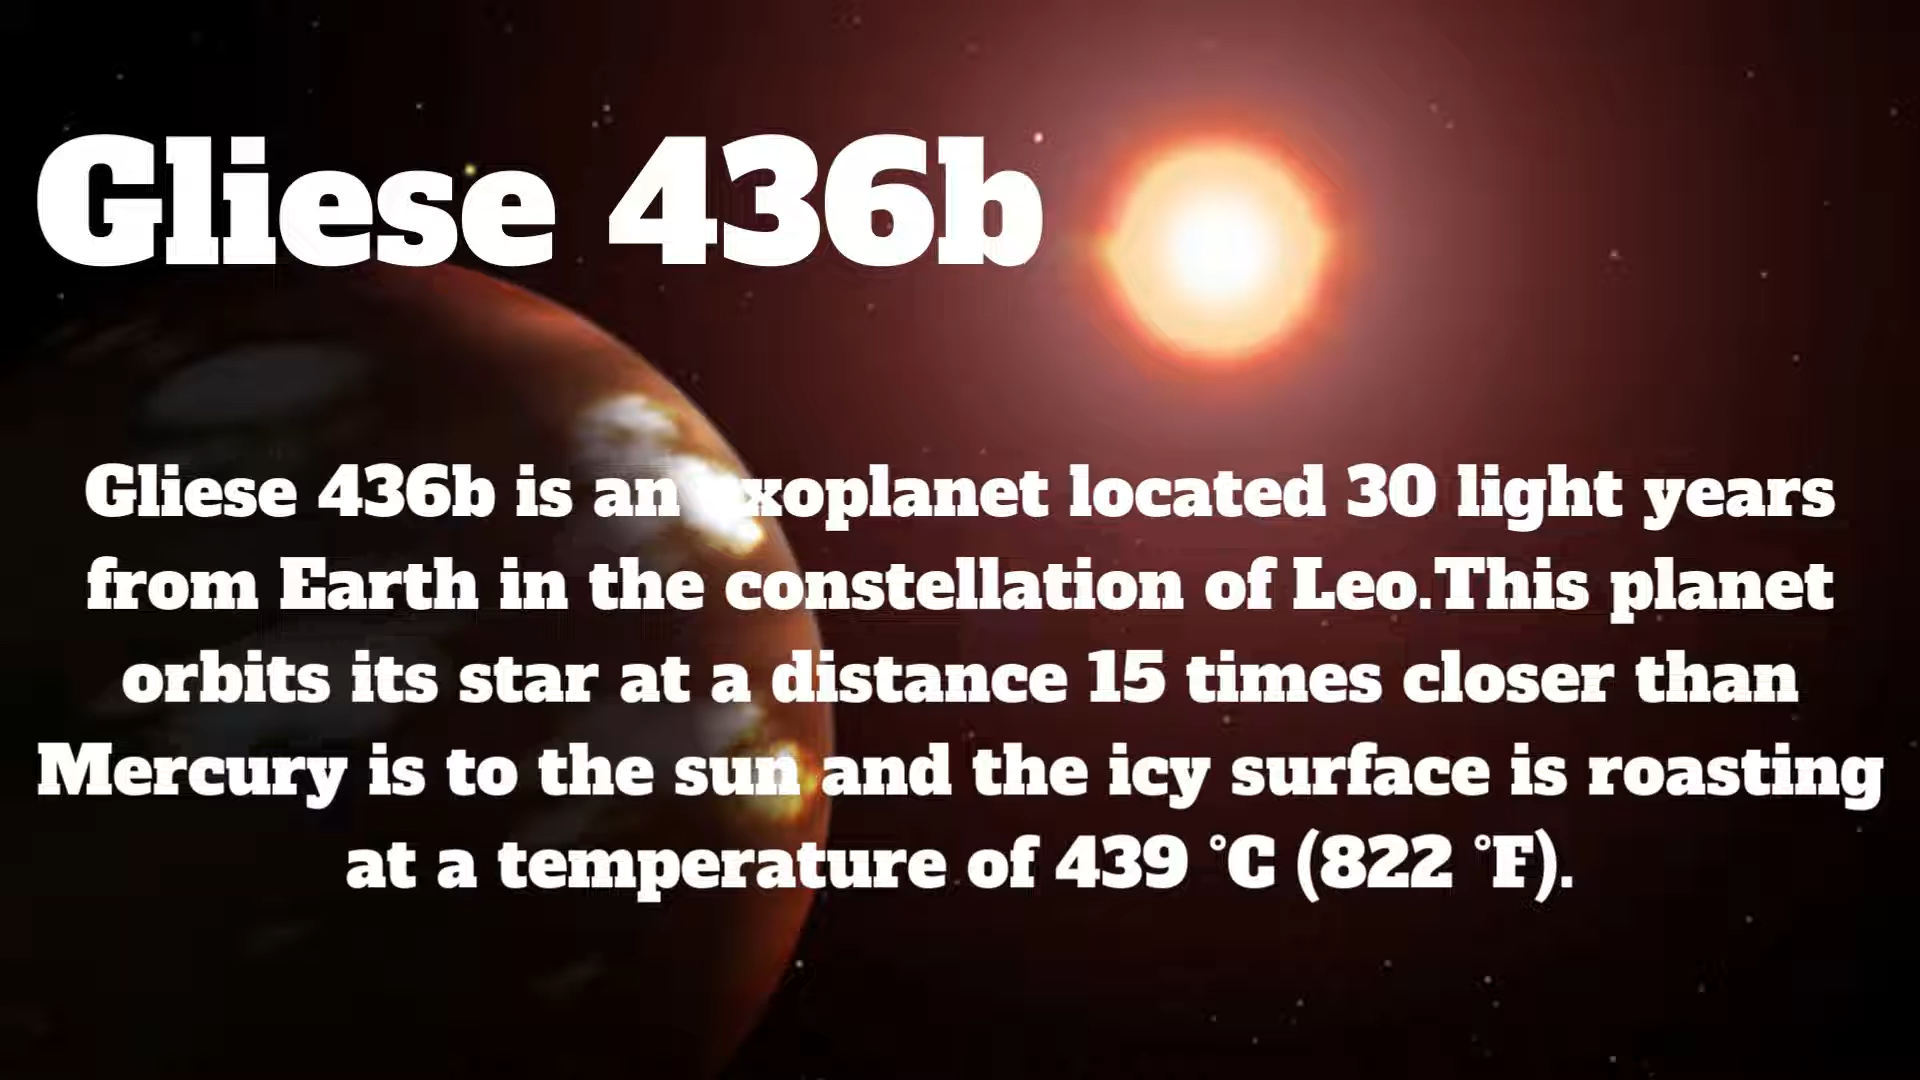 Gliese 436b
Gliese 436b is an exoplanet located 30 light years
from Earth in the constellation of Leo.This planet
orbits its star at a distance 15 times closer than
Mercury is to the sun and the icy surface is roasting
at a temperature of 439 °C (822 °F).